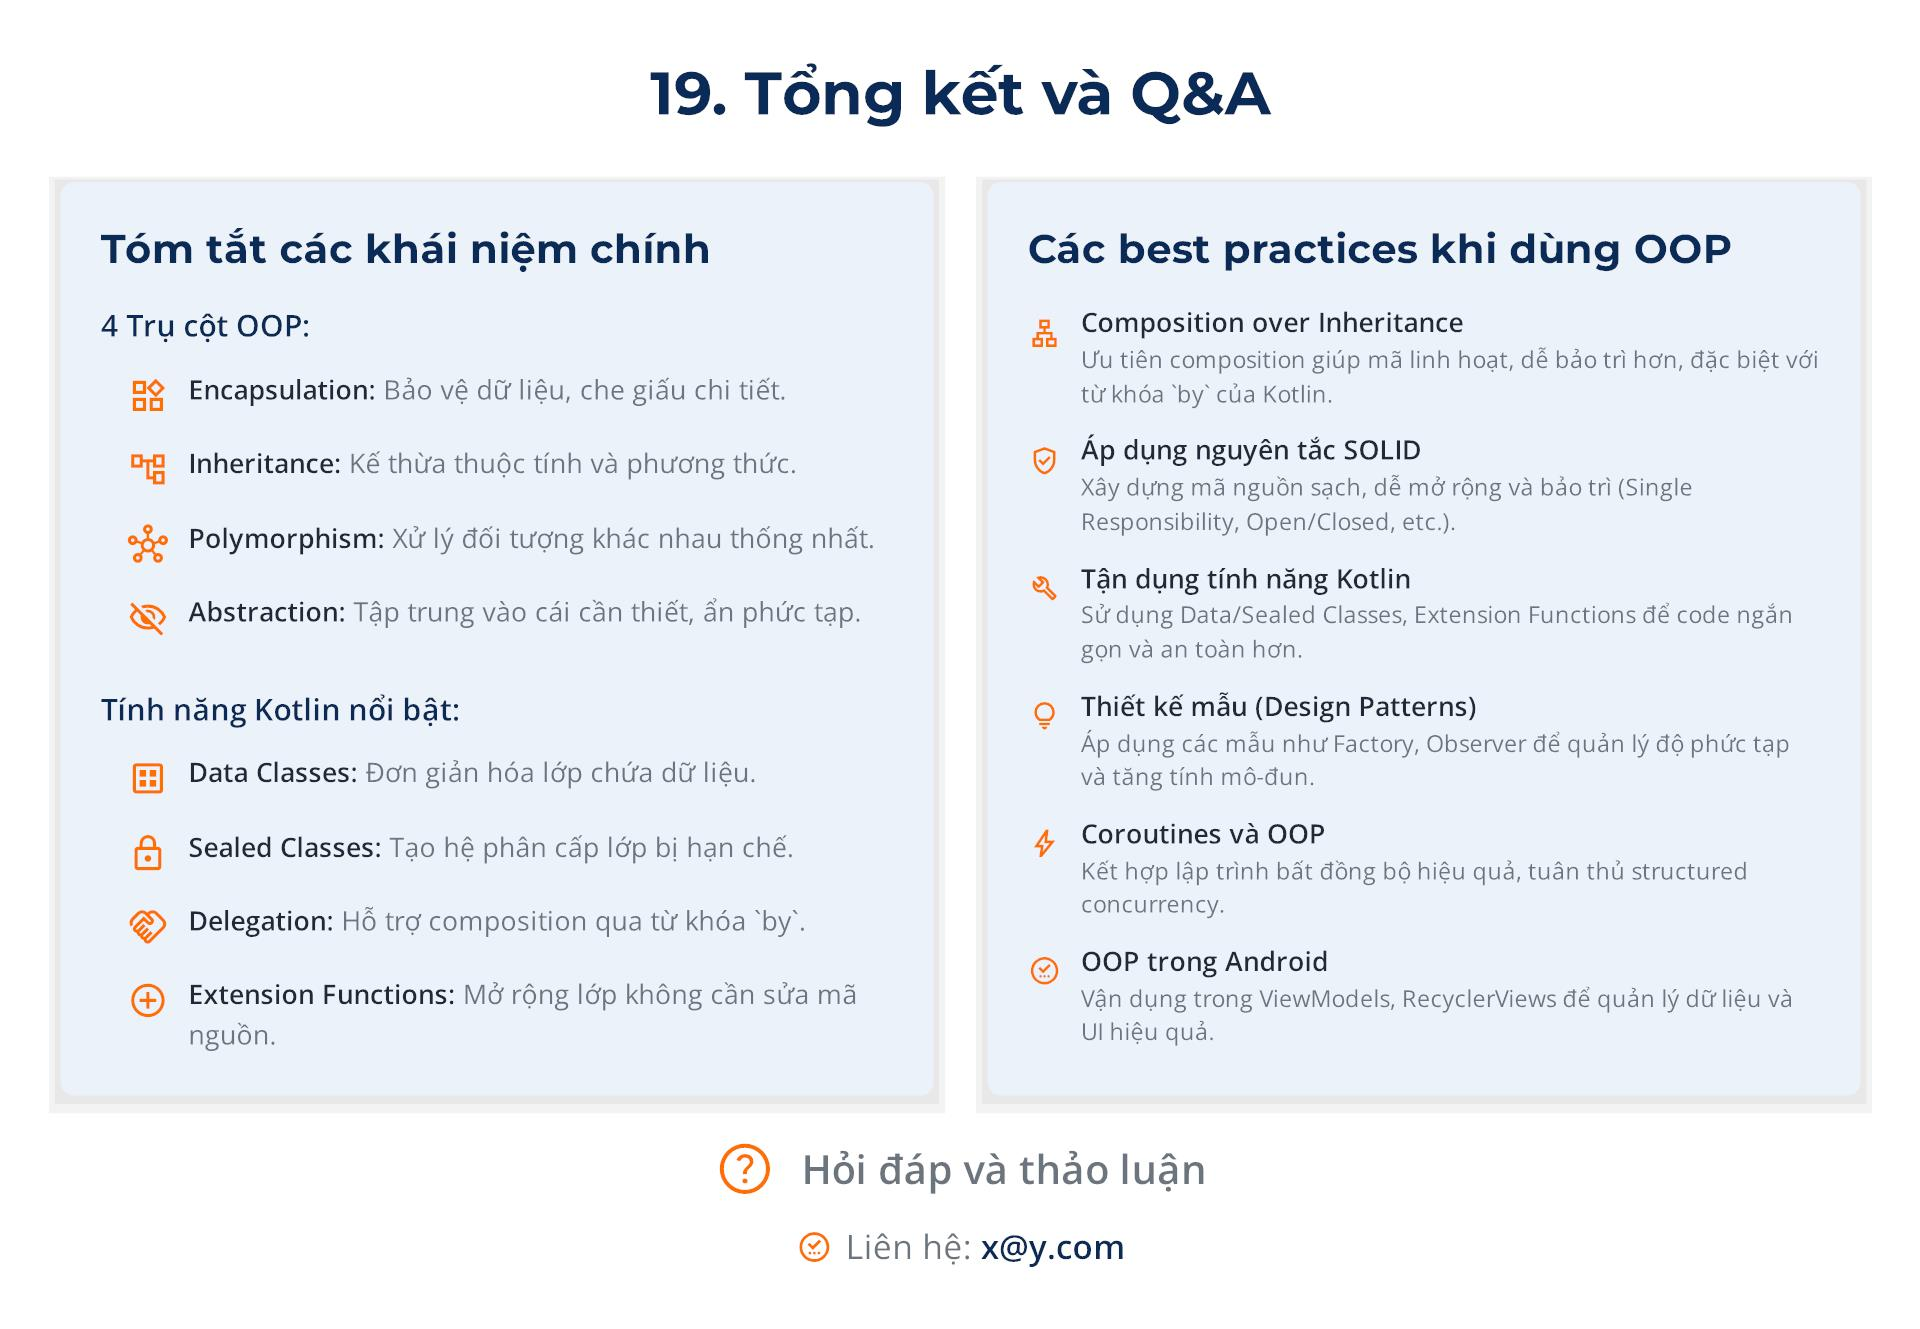 19. Tổng kết và Q&A
Tóm tắt các khái niệm chính
4 Trụ cột OOP:
Encapsulation: Bảo vệ dữ liệu, che giấu chi tiết.
Inheritance: Kế thừa thuộc tính và phương thức.
Polymorphism: Xử lý đối tượng khác nhau thống nhất.
Abstraction: Tập trung vào cái cần thiết, ẩn phức tạp.
Tính năng Kotlin nổi bật:
Data Classes: Đơn giản hóa lớp chứa dữ liệu.
Sealed Classes: Tạo hệ phân cấp lớp bị hạn chế.
Delegation: Hỗ trợ composition qua từ khóa `by`.
Extension Functions: Mở rộng lớp không cần sửa mã
nguồn.
Các best practices khi dùng OOP
Composition over Inheritance
Ưu tiên composition giúp mã linh hoạt, dễ bảo trì hơn, đặc biệt với
từ khóa `by` của Kotlin.
Áp dụng nguyên tắc SOLID
Xây dựng mã nguồn sạch, dễ mở rộng và bảo trì (Single
Responsibility, Open/Closed, etc.).
Tận dụng tính năng Kotlin
Sử dụng Data/Sealed Classes, Extension Functions để code ngắn
gọn và an toàn hơn.
Thiết kế mẫu (Design Patterns)
Áp dụng các mẫu như Factory, Observer để quản lý độ phức tạp
và tăng tính mô-đun.
Coroutines và OOP
Kết hợp lập trình bất đồng bộ hiệu quả, tuân thủ structured
concurrency.
OOP trong Android
Vận dụng trong ViewModels, RecyclerViews để quản lý dữ liệu và
UI hiệu quả.
Hỏi đáp và thảo luận
Liên hệ: x@y.com